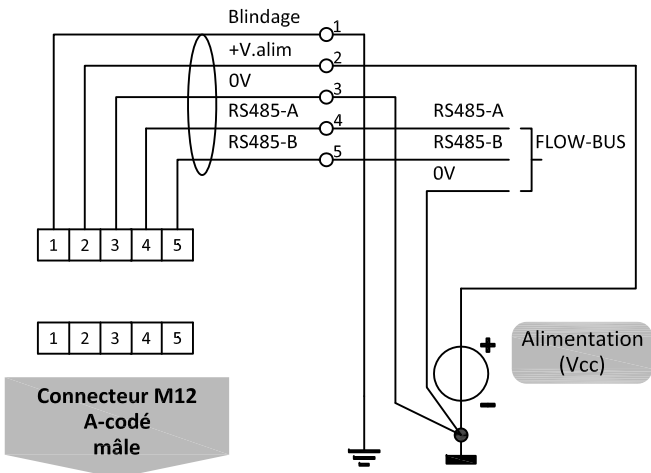 Blindage 1
+V.alim 2
0V 3
RS485-A 4 RS485-A
RS485-B 5 RS485-B FLOW-BUS
0V
1 2 3 4 5
1 2 3 4 5
+
Alimentation
(Vcc)
–
Connecteur M12
A-codé
mâle